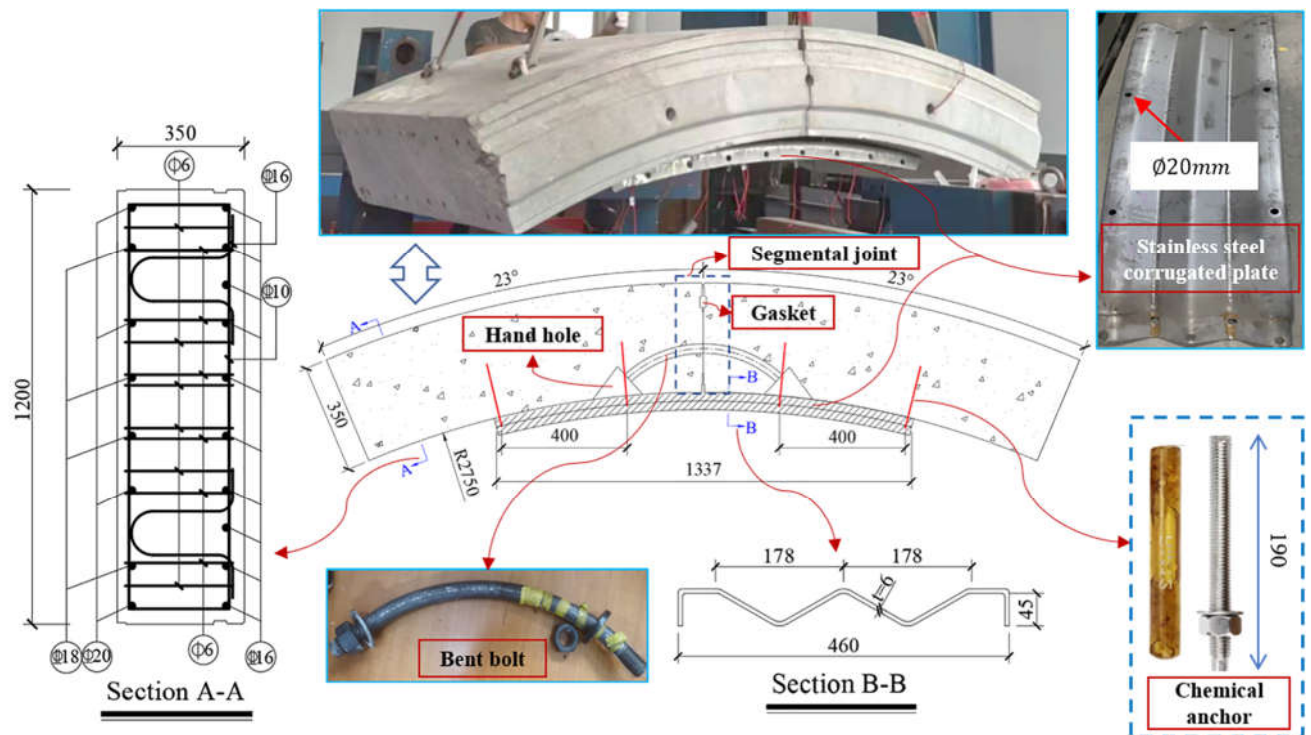 350
Φ6
Φ16
Φ10
1200
Φ18
Φ20
Φ6
Φ16
Section A-A
Ø20mm
Stainless steel
corrugated plate
Segmental joint
23°
23°
Gasket
Hand hole
A
A
B
B
350
400
400
R2750
1337
Bent bolt
178
178
t=6
45
460
Section B-B
190
Chemical
anchor